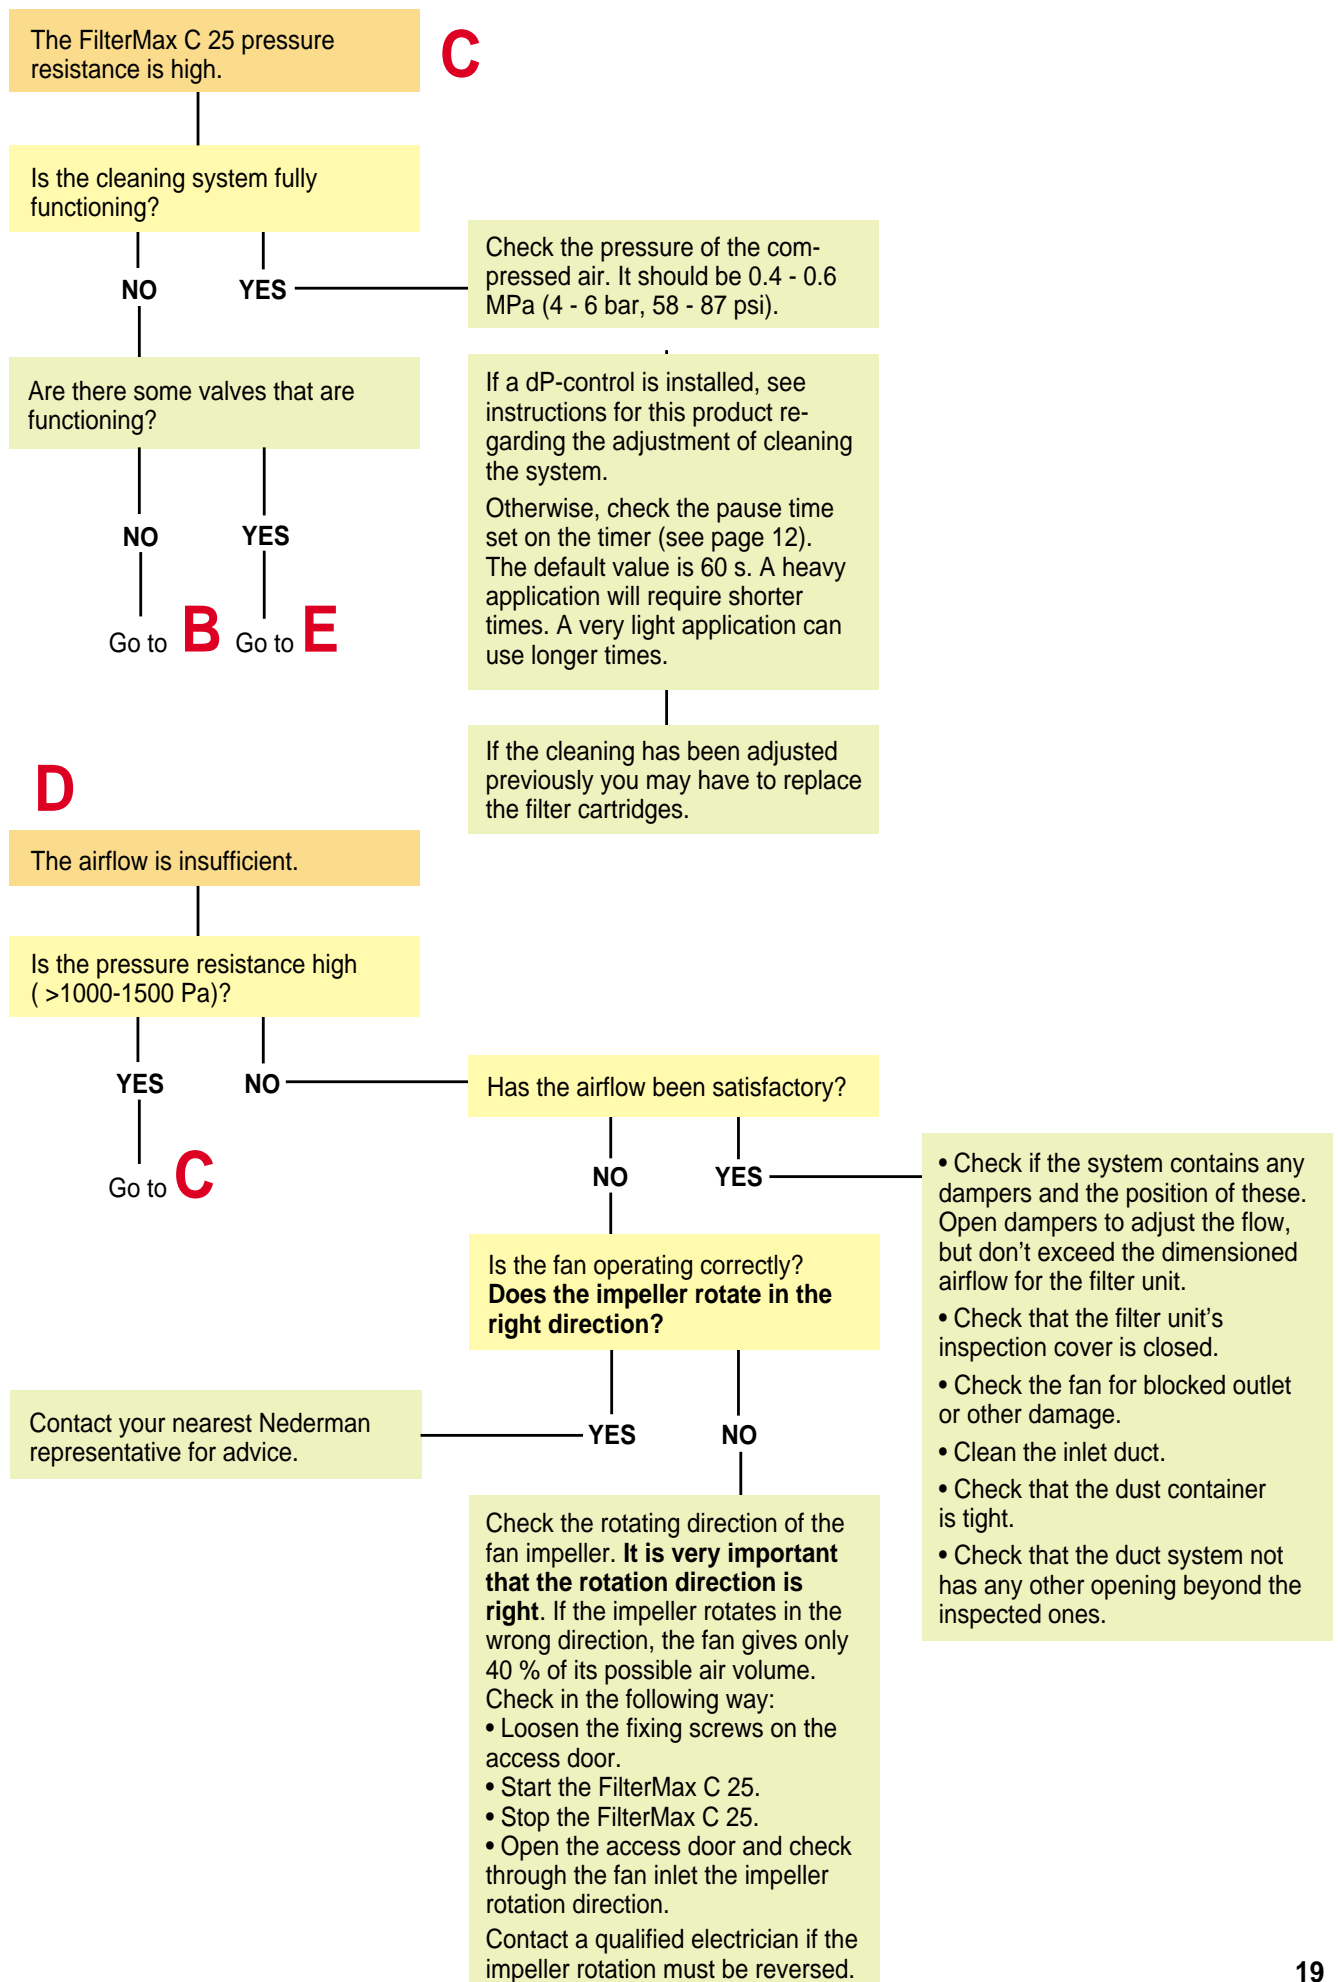 The FilterMax C 25 pressure
resistance is high.
C
Is the cleaning system fully
functioning?
NO
YES
Check the pressure of the com-
pressed air. It should be 0.4 - 0.6
MPa (4 - 6 bar, 58 - 87 psi).
Are there some valves that are
functioning?
NO
YES
Go to B
Go to E
If a dP-control is installed, see
instructions for this product re-
garding the adjustment of cleaning
the system.
Otherwise, check the pause time
set on the timer (see page 12).
The default value is 60 s. A heavy
application will require shorter
times. A very light application can
use longer times.
If the cleaning has been adjusted
previously you may have to replace
the filter cartridges.
D
The airflow is insufficient.
Is the pressure resistance high
( >1000-1500 Pa)?
YES
NO
Go to C
Has the airflow been satisfactory?
NO
YES
• Check if the system contains any
dampers and the position of these.
Open dampers to adjust the flow,
but don’t exceed the dimensioned
airflow for the filter unit.
• Check that the filter unit’s
inspection cover is closed.
• Check the fan for blocked outlet
or other damage.
• Clean the inlet duct.
• Check that the dust container
is tight.
• Check that the duct system not
has any other opening beyond the
inspected ones.
Is the fan operating correctly?
Does the impeller rotate in the
right direction?
YES
NO
Contact your nearest Nederman
representative for advice.
Check the rotating direction of the
fan impeller. It is very important
that the rotation direction is
right. If the impeller rotates in the
wrong direction, the fan gives only
40 % of its possible air volume.
Check in the following way:
• Loosen the fixing screws on the
access door.
• Start the FilterMax C 25.
• Stop the FilterMax C 25.
• Open the access door and check
through the fan inlet the impeller
rotation direction.
Contact a qualified electrician if the
impeller rotation must be reversed.
19